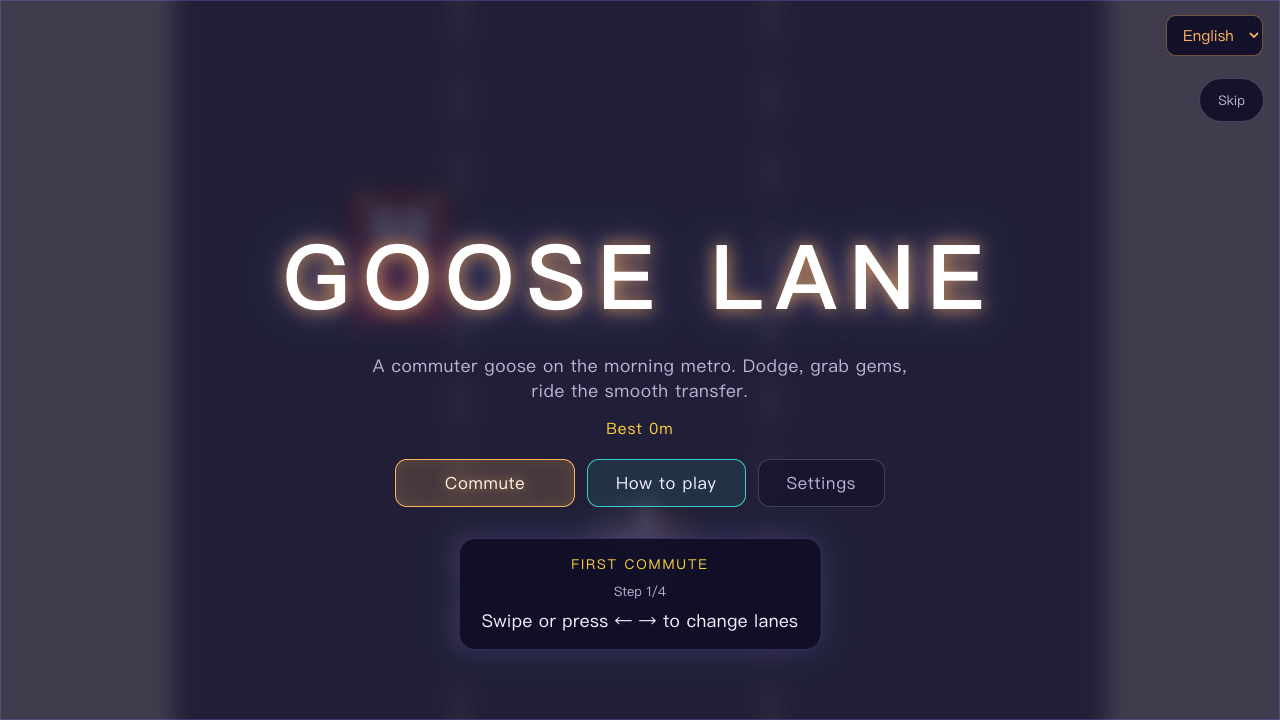 English
Skip
GOOSE LANE
A commuter goose on the morning metro. Dodge, grab gems,
ride the smooth transfer.
Best 0m
Commute
How to play
Settings
FIRST COMMUTE
Step 1/4
Swipe or press ← → to change lanes